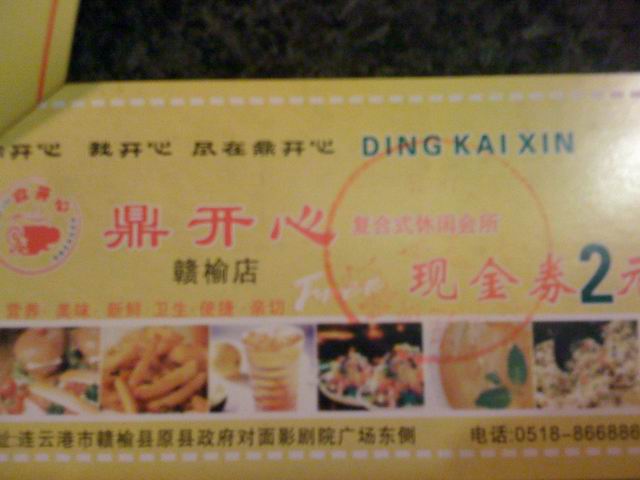 开心 我开心 尽在鼎开心 DING KAI XIN
鼎开心 复合式休闲会所
赣榆店
现金券2元
营养·美味·新鲜·卫生·便捷·亲切
址:连云港市赣榆县原县政府对面影剧院广场东侧 电话:0518-866886